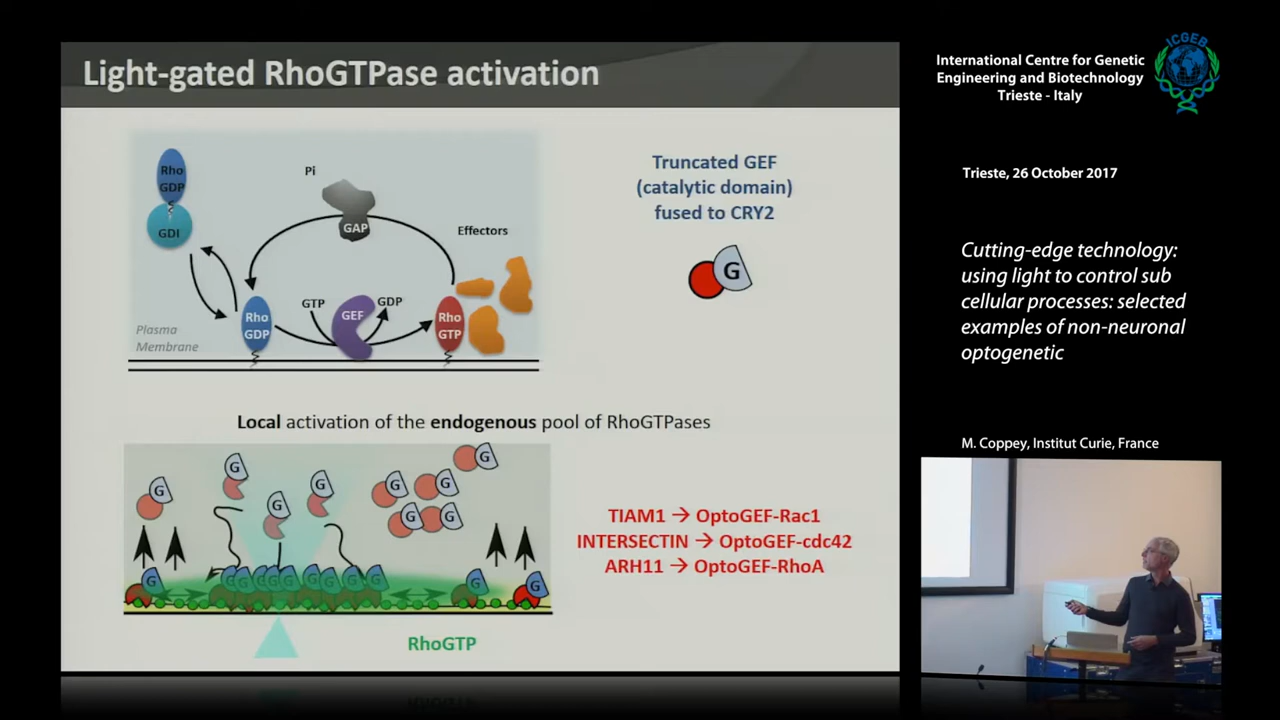 Light-gated RhoGTPase activation
Rho
GDP
GDI
Pi
GAP
Effectors
GTP
GEF
GDP
Rho
GDP
Rho
GTP
Plasma
Membrane
Truncated GEF
(catalytic domain)
fused to CRY2
G
Local activation of the endogenous pool of RhoGTPases
G
G
G
G
G
G
G
G
G
G
G
G
G
TIAM1 → OptoGEF-Rac1
INTERSECTIN → OptoGEF-cdc42
ARH11 → OptoGEF-RhoA
RhoGTP
ICGEB
International Centre for Genetic
Engineering and Biotechnology
Trieste - Italy
Trieste, 26 October 2017
Cutting-edge technology:
using light to control sub
cellular processes: selected
examples of non-neuronal
optogenetic
M. Coppey, Institut Curie, France